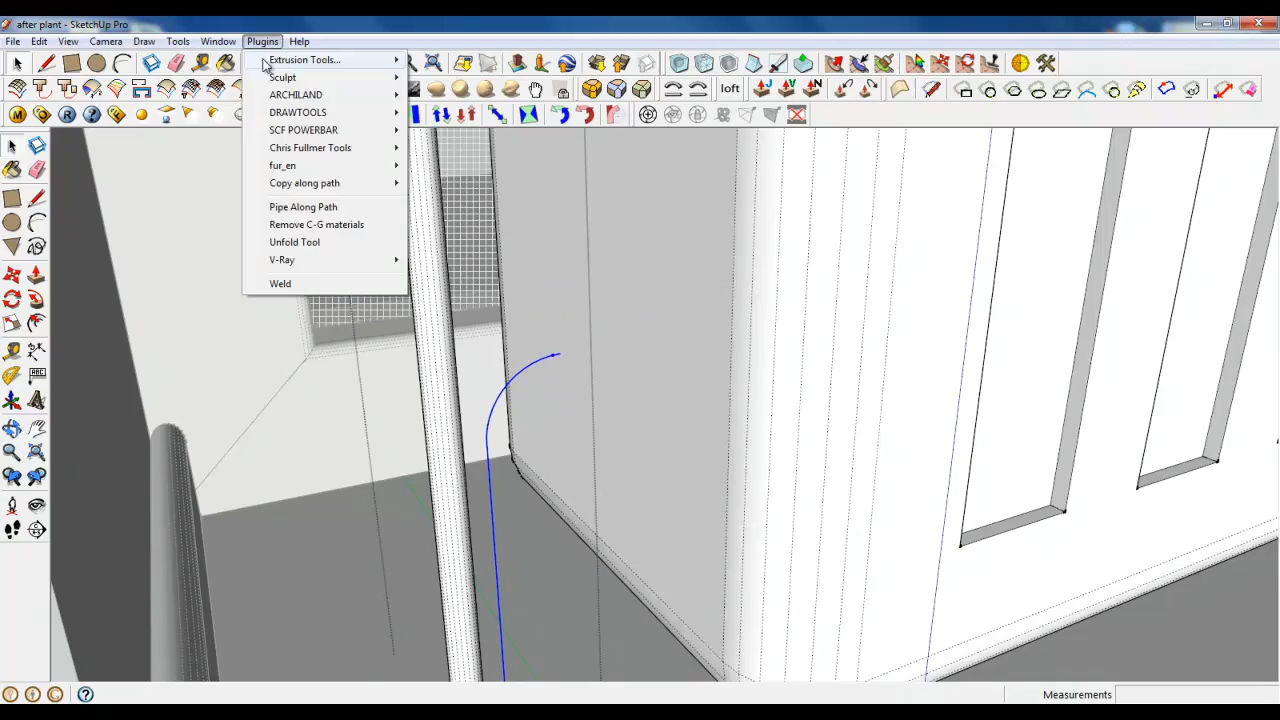 after plant - SketchUp Pro
File Edit View Camera Draw Tools Window Plugins Help
Extrusion Tools...
Sculpt
loft
ARCHILAND
DRAWTOOLS
SCF POWERBAR
Chris Fullmer Tools
fur_en
Copy along path
Pipe Along Path
Remove C-G materials
Unfold Tool
V-Ray
Weld
Measurements